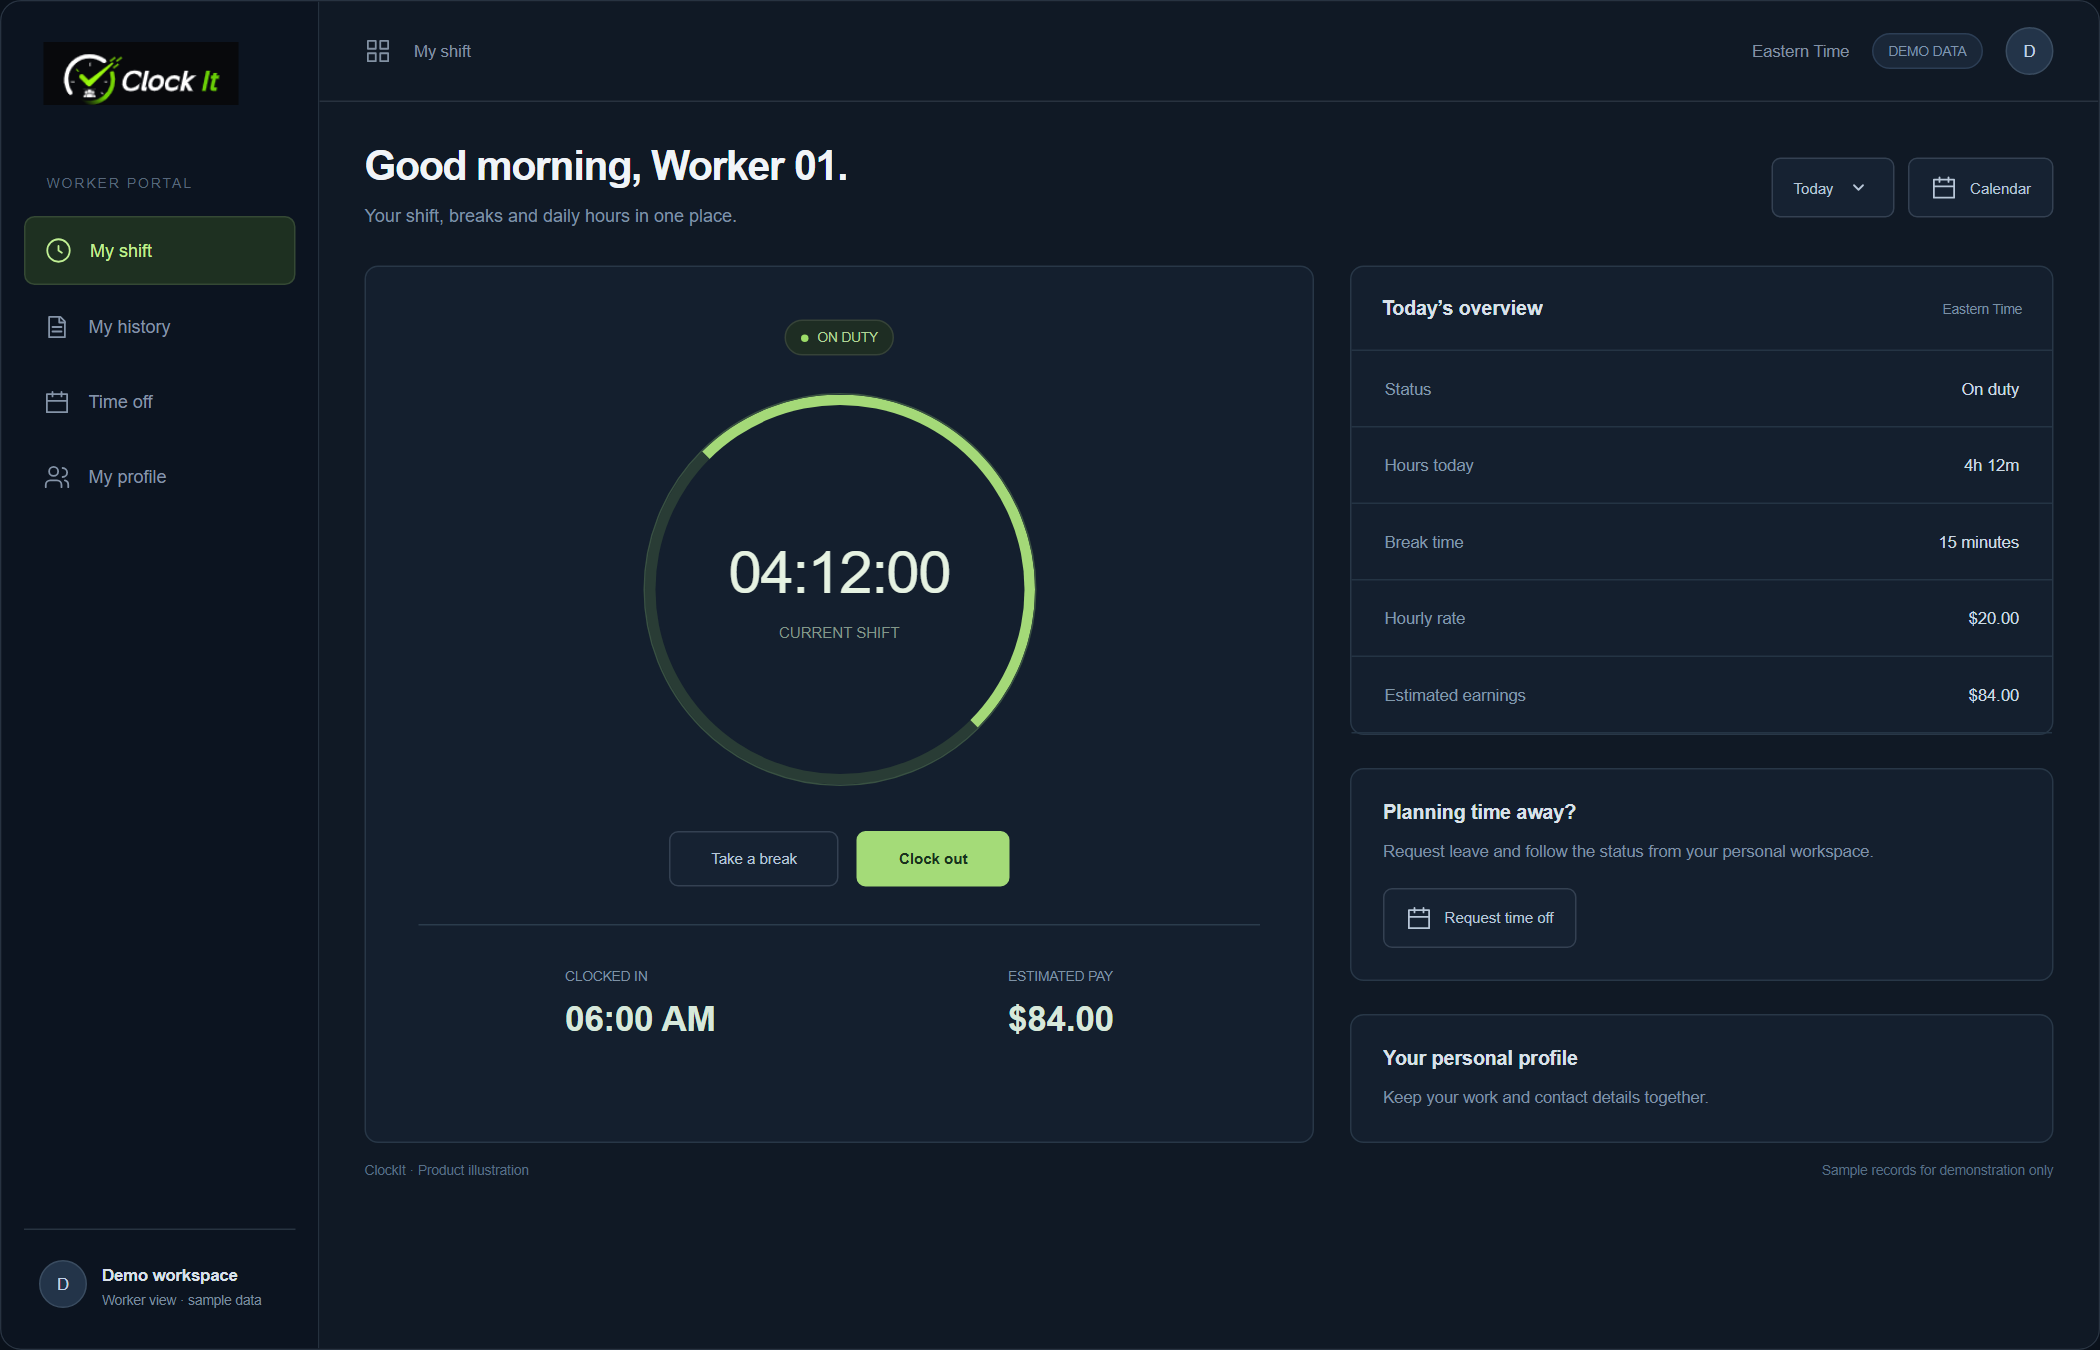 Clock It
WORKER PORTAL
My shift
My history
Time off
My profile
Demo workspace
D
Worker view · sample data
My shift
Eastern Time
DEMO DATA
D
Good morning, Worker 01.
Your shift, breaks and daily hours in one place.
Today
Calendar
ON DUTY
04:12:00
CURRENT SHIFT
Take a break
Clock out
CLOCKED IN
06:00 AM
ESTIMATED PAY
$84.00
Today’s overview
Eastern Time
Status
On duty
Hours today
4h 12m
Break time
15 minutes
Hourly rate
$20.00
Estimated earnings
$84.00
Planning time away?
Request leave and follow the status from your personal workspace.
Request time off
Your personal profile
Keep your work and contact details together.
ClockIt · Product illustration
Sample records for demonstration only